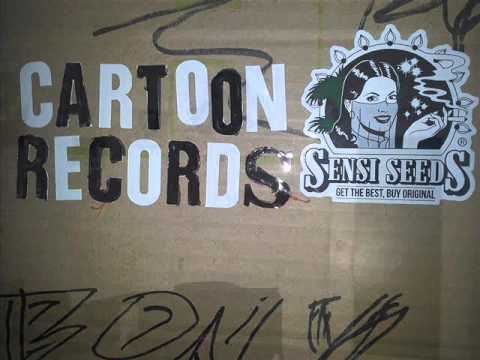 CARTOON
RECORDS
®
SENSI SEEDS
GET THE BEST, BUY ORIGINAL